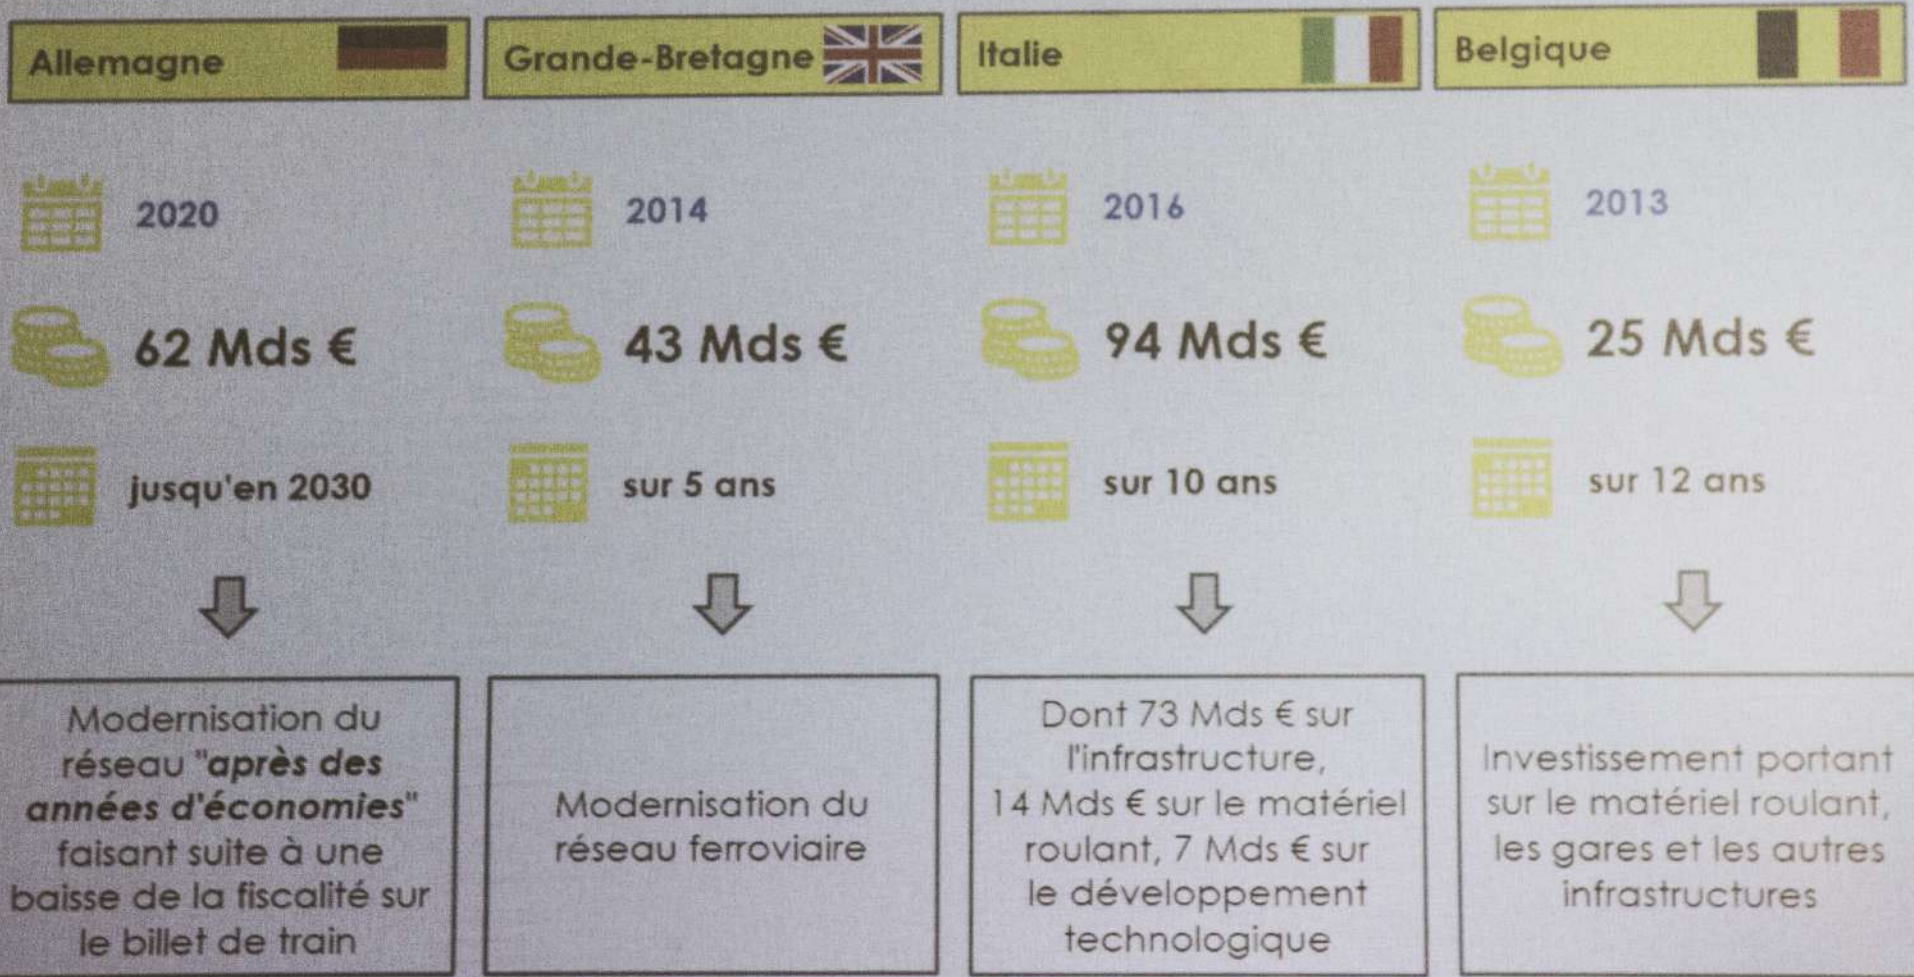 Allemagne
Grande-Bretagne
Italie
Belgique
2020
2014
2016
2013
62 Mds €
43 Mds €
94 Mds €
25 Mds €
jusqu'en 2030
sur 5 ans
sur 10 ans
sur 12 ans
Modernisation du
réseau "après des
années d'économies"
faisant suite à une
baisse de la fiscalité sur
le billet de train
Modernisation du
réseau ferroviaire
Dont 73 Mds € sur
l'infrastructure,
14 Mds € sur le matériel
roulant, 7 Mds € sur
le développement
technologique
Investissement portant
sur le matériel roulant,
les gares et les autres
infrastructures